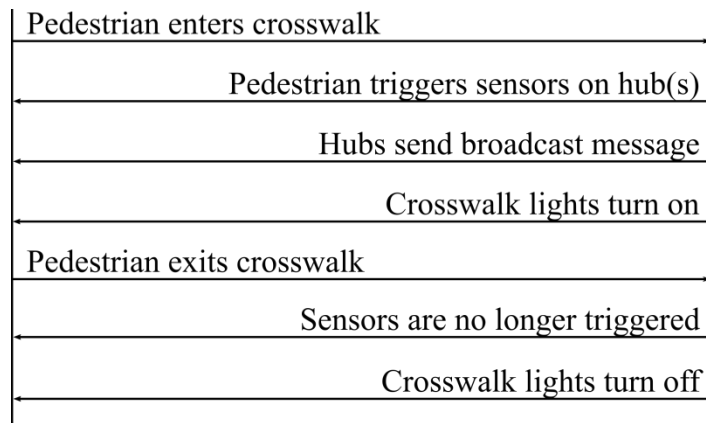 Pedestrian enters crosswalk
Pedestrian triggers sensors on hub(s)
Hubs send broadcast message
Crosswalk lights turn on
Pedestrian exits crosswalk
Sensors are no longer triggered
Crosswalk lights turn off